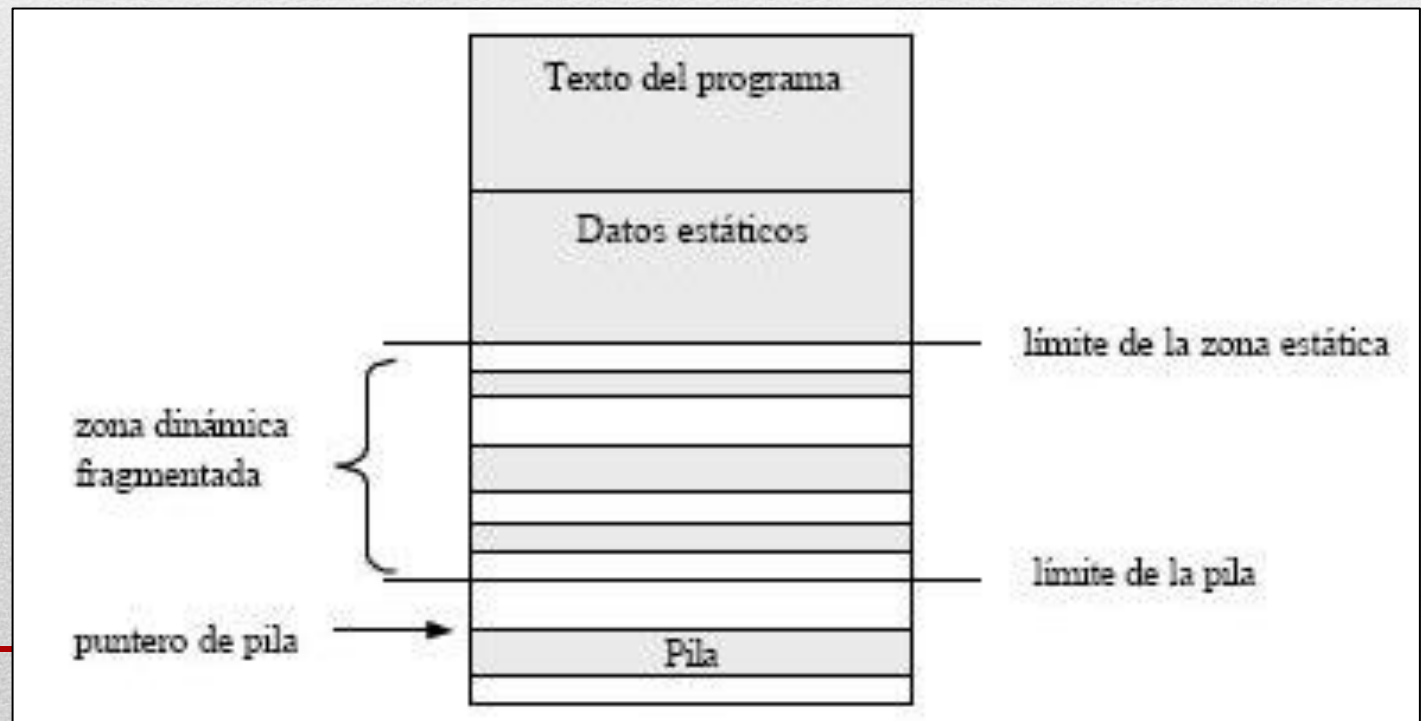 Texto del programa
Datos estáticos
límite de la zona estática
zona dinámica
fragmentada
límite de la pila
puntero de pila
Pila